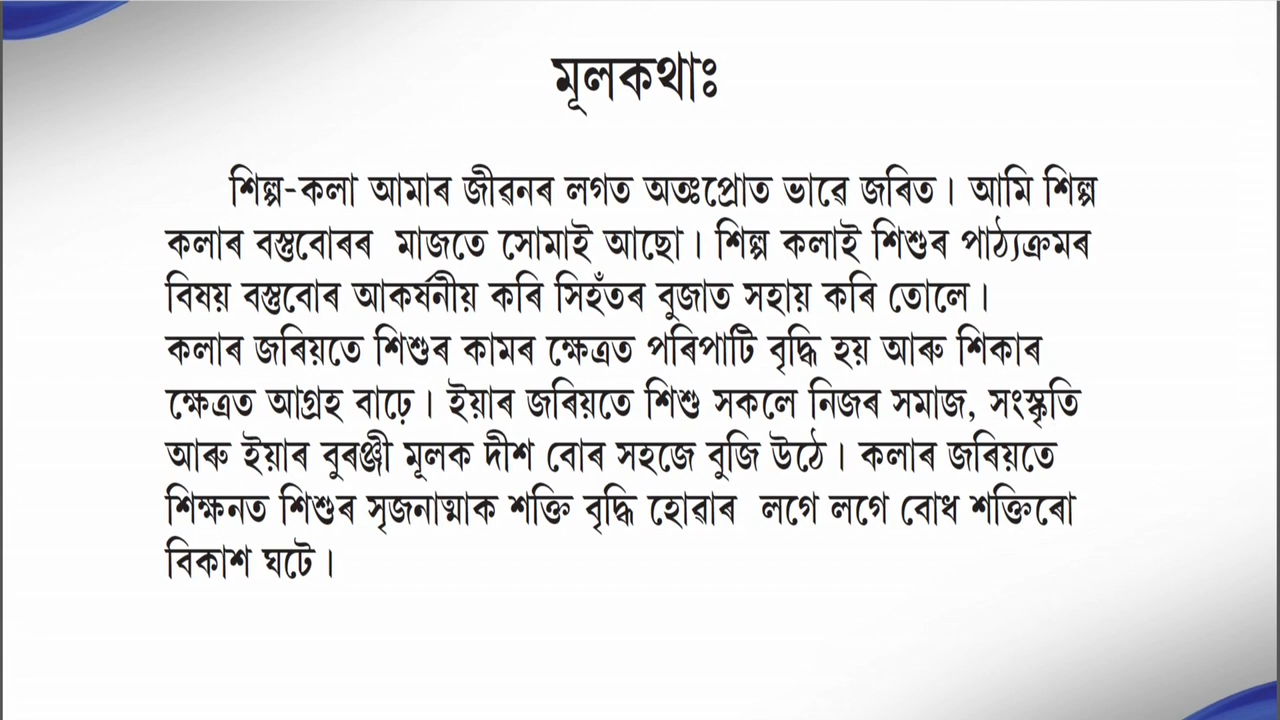 মূলকথাঃ
শিল্প-কলা আমাৰ জীৱনৰ লগত অতঃপ্ৰোত ভাৱে জৰিত। আমি শিল্প
কলাৰ বস্তুবোৰৰ মাজতে সোমাই আছো। শিল্প কলাই শিশুৰ পাঠ্যক্ৰমৰ
বিষয় বস্তুবোৰ আকৰ্ষনীয় কৰি সিহঁতৰ বুজাত সহায় কৰি তোলে।
কলাৰ জৰিয়তে শিশুৰ কামৰ ক্ষেত্ৰত পৰিপাটি বৃদ্ধি হয় আৰু শিকাৰ
ক্ষেত্ৰত আগ্ৰহ বাঢ়ে। ইয়াৰ জৰিয়তে শিশু সকলে নিজৰ সমাজ, সংস্কৃতি
আৰু ইয়াৰ বুৰঞ্জী মূলক দীশ বোৰ সহজে বুজি উঠে। কলাৰ জৰিয়তে
শিক্ষনত শিশুৰ সৃজনাত্মাক শক্তি বৃদ্ধি হোৱাৰ লগে লগে বোধ শক্তিৰো
বিকাশ ঘটে।